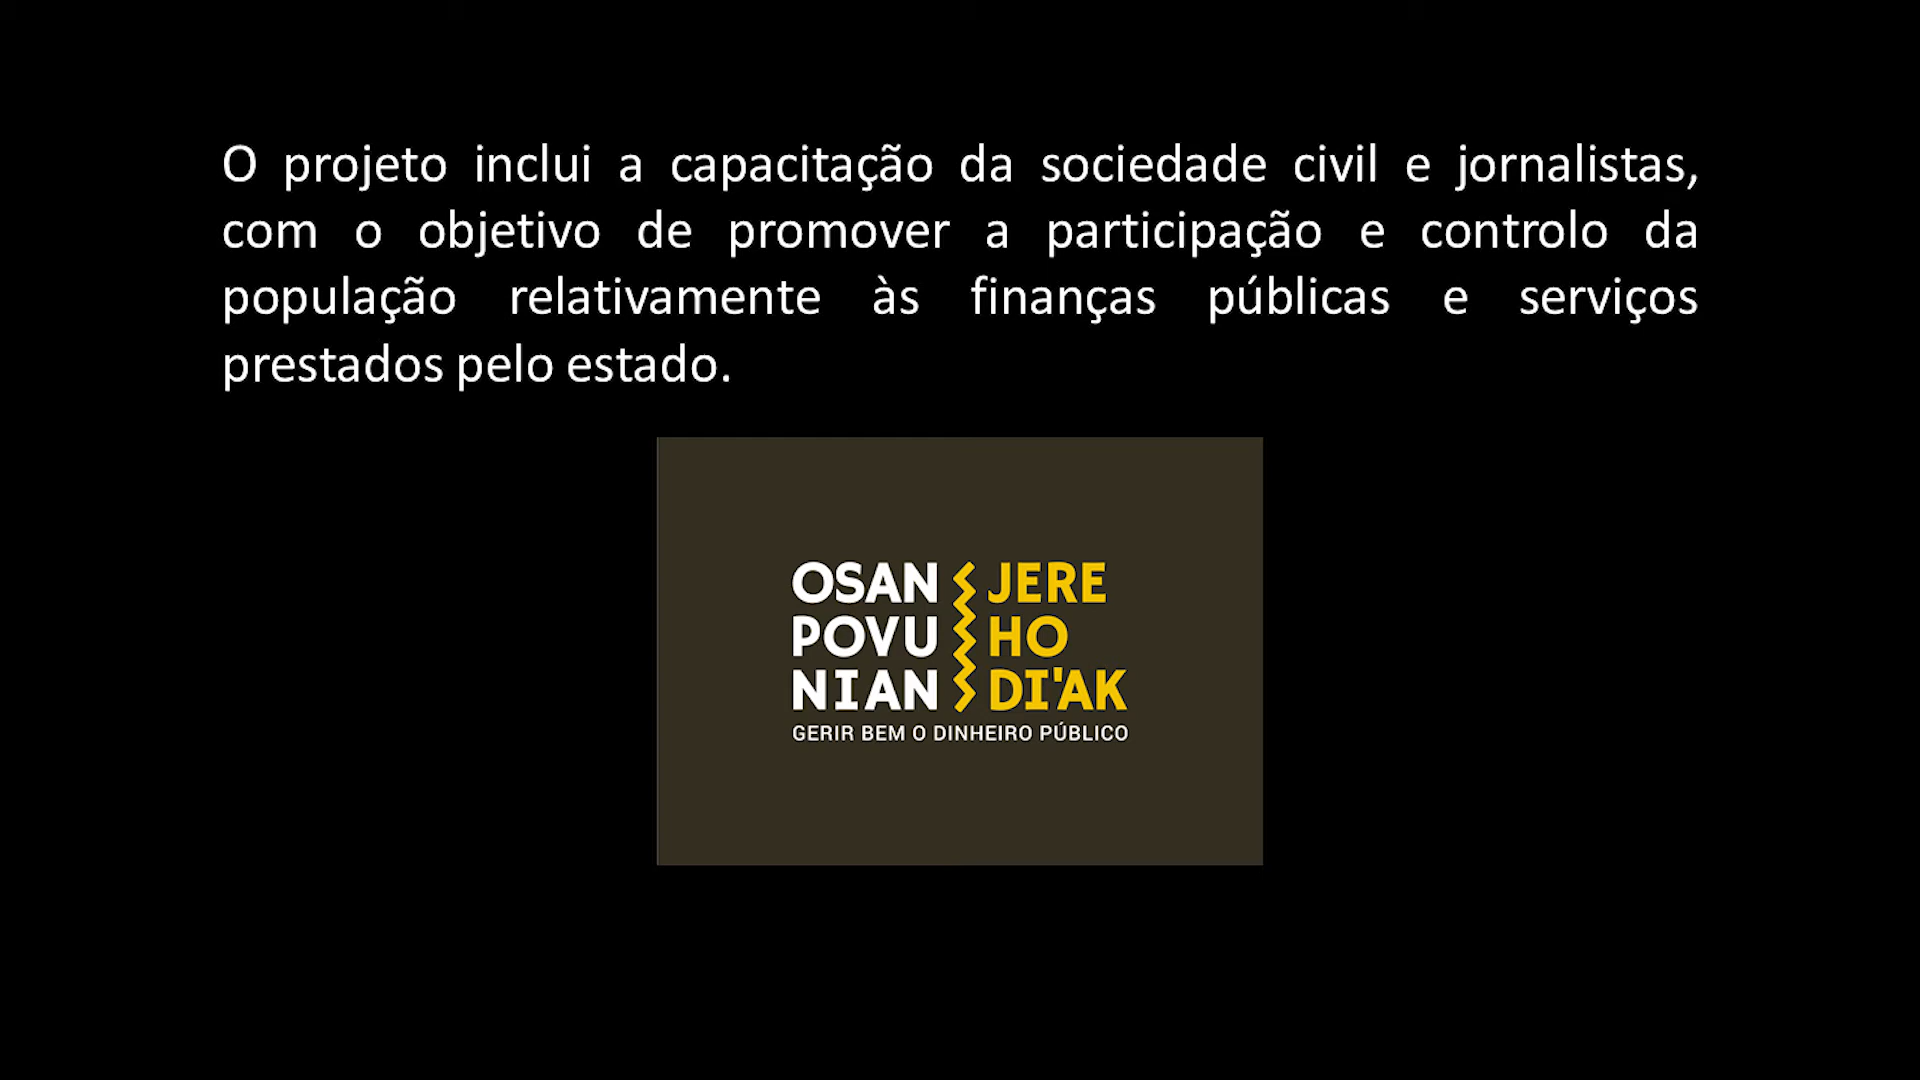 O projeto inclui a capacitação da sociedade civil e jornalistas,
com o objetivo de promover a participação e controlo da
população relativamente às finanças públicas e serviços
prestados pelo estado.
OSAN JERE
POVU HO
NIAN DI'AK
GERIR BEM O DINHEIRO PÚBLICO